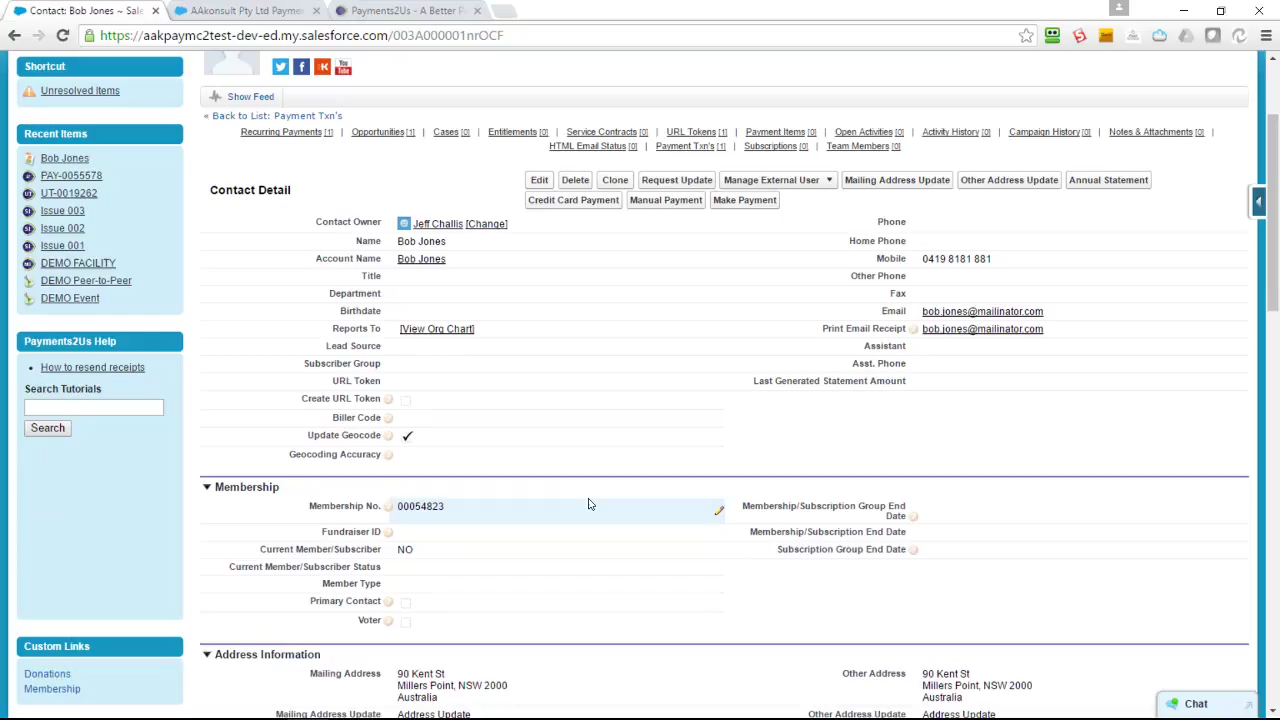 Contact: Bob Jones ~ Sale
AAkonsult Pty Ltd Payme
Payments2Us - A Better P
https://aakpaymc2test-dev-ed.my.salesforce.com/003A000001nrOCF
Shortcut
Unresolved Items
Recent Items
Bob Jones
PAY-0055578
UT-0019262
Issue 003
Issue 002
Issue 001
DEMO FACILITY
DEMO Peer-to-Peer
DEMO Event
Payments2Us Help
• How to resend receipts
Search Tutorials
Search
Custom Links
Donations
Membership
You Tube
Show Feed
« Back to List: Payment Txn's
Recurring Payments [1] | Opportunities [1] | Cases [0] | Entitlements [0] | Service Contracts [0] | URL Tokens [1] | Payment Items [0] | Open Activities [0] | Activity History [0] | Campaign History [0] | Notes & Attachments [0] |
HTML Email Status [0] | Payment Txn's [1] | Subscriptions [0] | Team Members [0]
Contact Detail
Edit Delete Clone Request Update Manage External User Mailing Address Update Other Address Update Annual Statement
Credit Card Payment Manual Payment Make Payment
Contact Owner Jeff Challis [Change] Phone
Name Bob Jones Home Phone
Account Name Bob Jones Mobile 0419 8181 881
Title Other Phone
Department Fax
Birthdate Email bob.jones@mailinator.com
Reports To [View Org Chart] Print Email Receipt bob.jones@mailinator.com
Lead Source Assistant
Subscriber Group Asst. Phone
URL Token Last Generated Statement Amount
Create URL Token
Biller Code
Update Geocode
Geocoding Accuracy
Membership
Membership No. 00054823 Membership/Subscription Group End
Date
Fundraiser ID Membership/Subscription End Date
Current Member/Subscriber NO Subscription Group End Date
Current Member/Subscriber Status
Member Type
Primary Contact
Voter
Address Information
Mailing Address 90 Kent St Other Address 90 Kent St
Millers Point, NSW 2000 Millers Point, NSW 2000
Australia Australia
Mailing Address Update Address Update Other Address Update Address Update
Chat